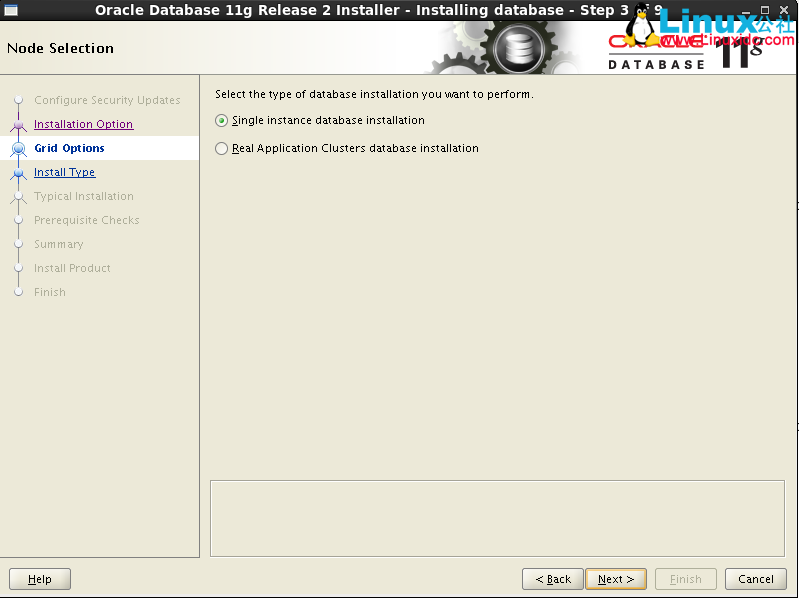 Oracle Database 11g Release 2 Installer - Installing database - Step 3 of 9
Linux公社
www.Linuxidc.com
Node Selection
ORACLE
DATABASE
11g
Configure Security Updates
Installation Option
Grid Options
Install Type
Typical Installation
Prerequisite Checks
Summary
Install Product
Finish
Select the type of database installation you want to perform.
Single instance database installation
Real Application Clusters database installation
Help
< Back
Next >
Finish
Cancel